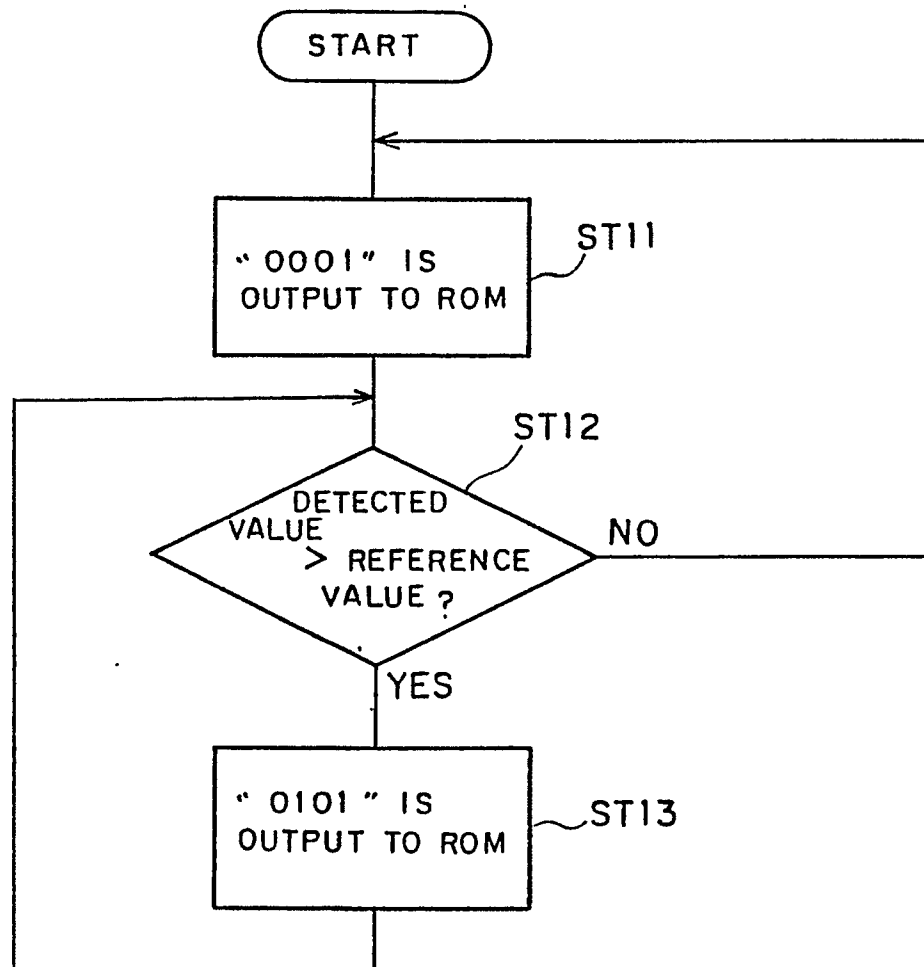 START
"0001" IS
OUTPUT TO ROM
ST11
ST12
DETECTED
VALUE
> REFERENCE
VALUE ?
NO
YES
"0101" IS
OUTPUT TO ROM
ST13